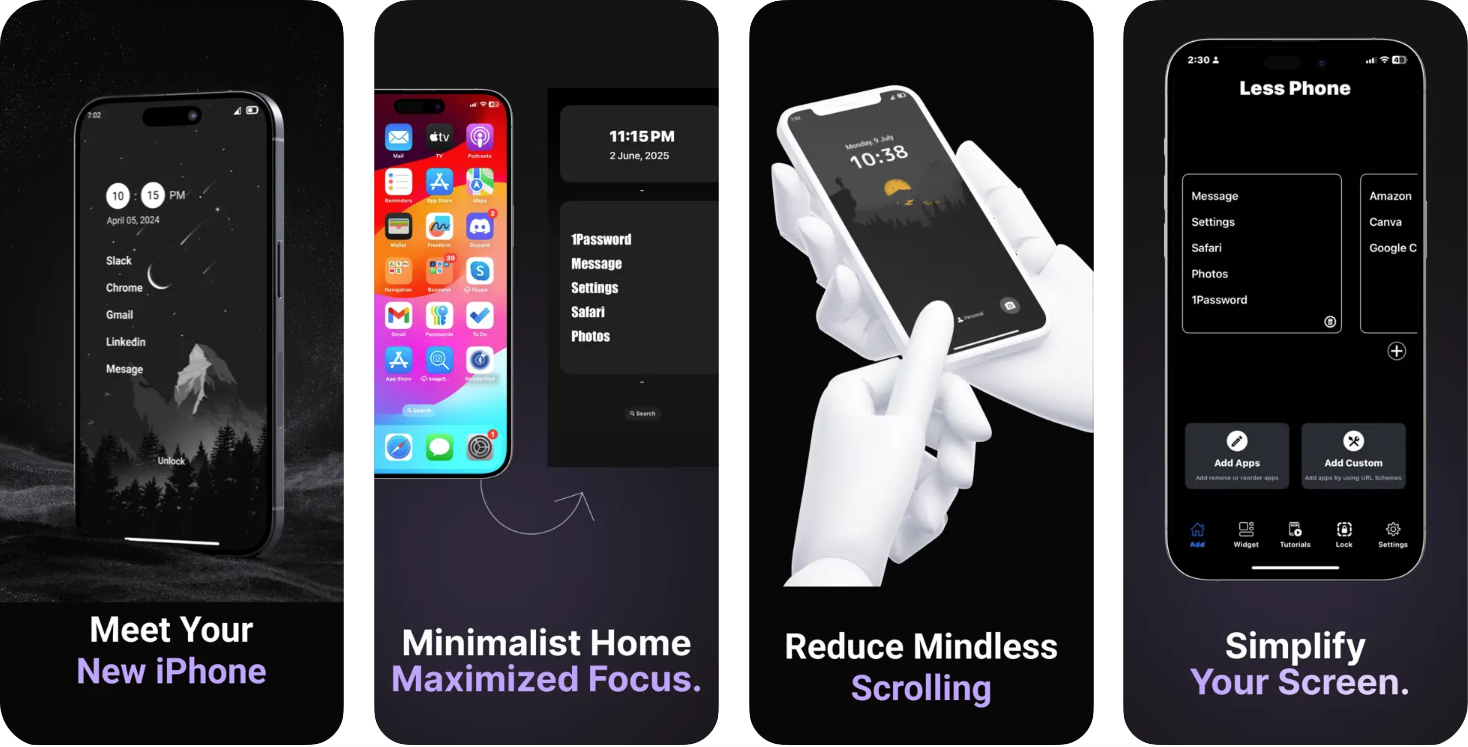 7:02
10 : 15 PM
April 05, 2024
Slack
Chrome
Gmail
Linkedin
Mesage
Unlock
Meet Your
New iPhone
Mail
TV
Podcasts
Reminders
App Store
Maps
Wallet
Freeform
2
Discord
Navigation
39
Business
Skype
Gmail
Passwords
To Do
App Store
Search
1
tv
11:15 PM
2 June, 2025
1Password
Message
Settings
Safari
Photos
Search
Minimalist Home
Maximized Focus.
Monday, 9 July
10:38
Personal
Reduce Mindless
Scrolling
2:30
Less Phone
Message
Settings
Safari
Photos
1Password
Amazon
Canva
Google C
Add Apps
Add remove or reorder apps
Add Custom
Add apps by using URL Schemes
Add
Widget
Tutorials
Lock
Settings
Simplify
Your Screen.